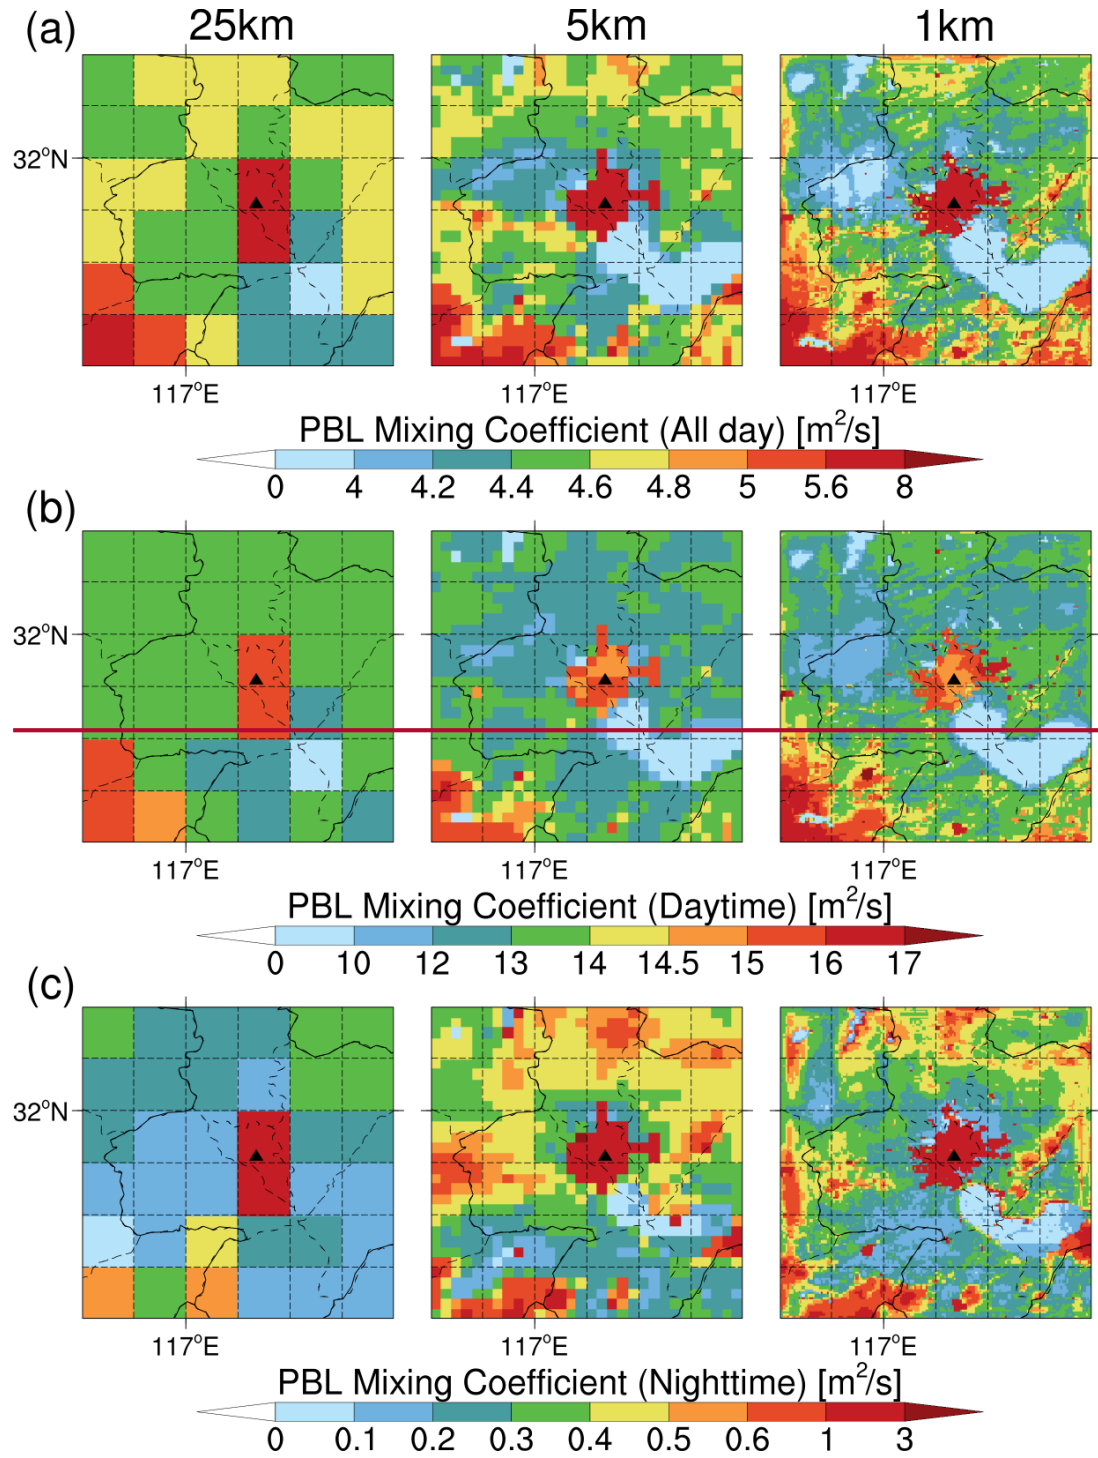 (a) 25km 5km 1km
32°N
117°E 117°E 117°E
PBL Mixing Coefficient (All day) [m²/s]
0 4 4.2 4.4 4.6 4.8 5 5.6 8
(b)
32°N
117°E 117°E 117°E
PBL Mixing Coefficient (Daytime) [m²/s]
0 10 12 13 14 14.5 15 16 17
(c)
32°N
117°E 117°E 117°E
PBL Mixing Coefficient (Nighttime) [m²/s]
0 0.1 0.2 0.3 0.4 0.5 0.6 1 3